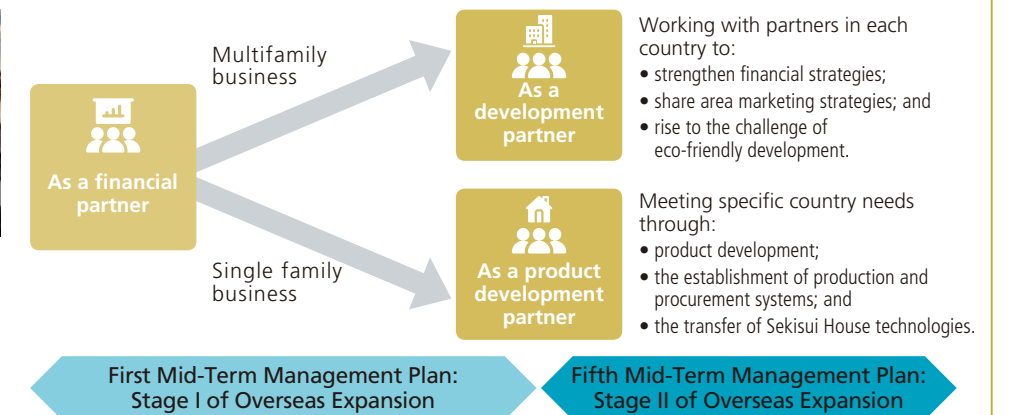 As a financial
partner
Multifamily
business
Single family
business
As a
development
partner
Working with partners in each
country to:
• strengthen financial strategies;
• share area marketing strategies; and
• rise to the challenge of
eco-friendly development.
As a product
development
partner
Meeting specific country needs
through:
• product development;
• the establishment of production and
procurement systems; and
• the transfer of Sekisui House technologies.
First Mid-Term Management Plan:
Stage I of Overseas Expansion
Fifth Mid-Term Management Plan:
Stage II of Overseas Expansion